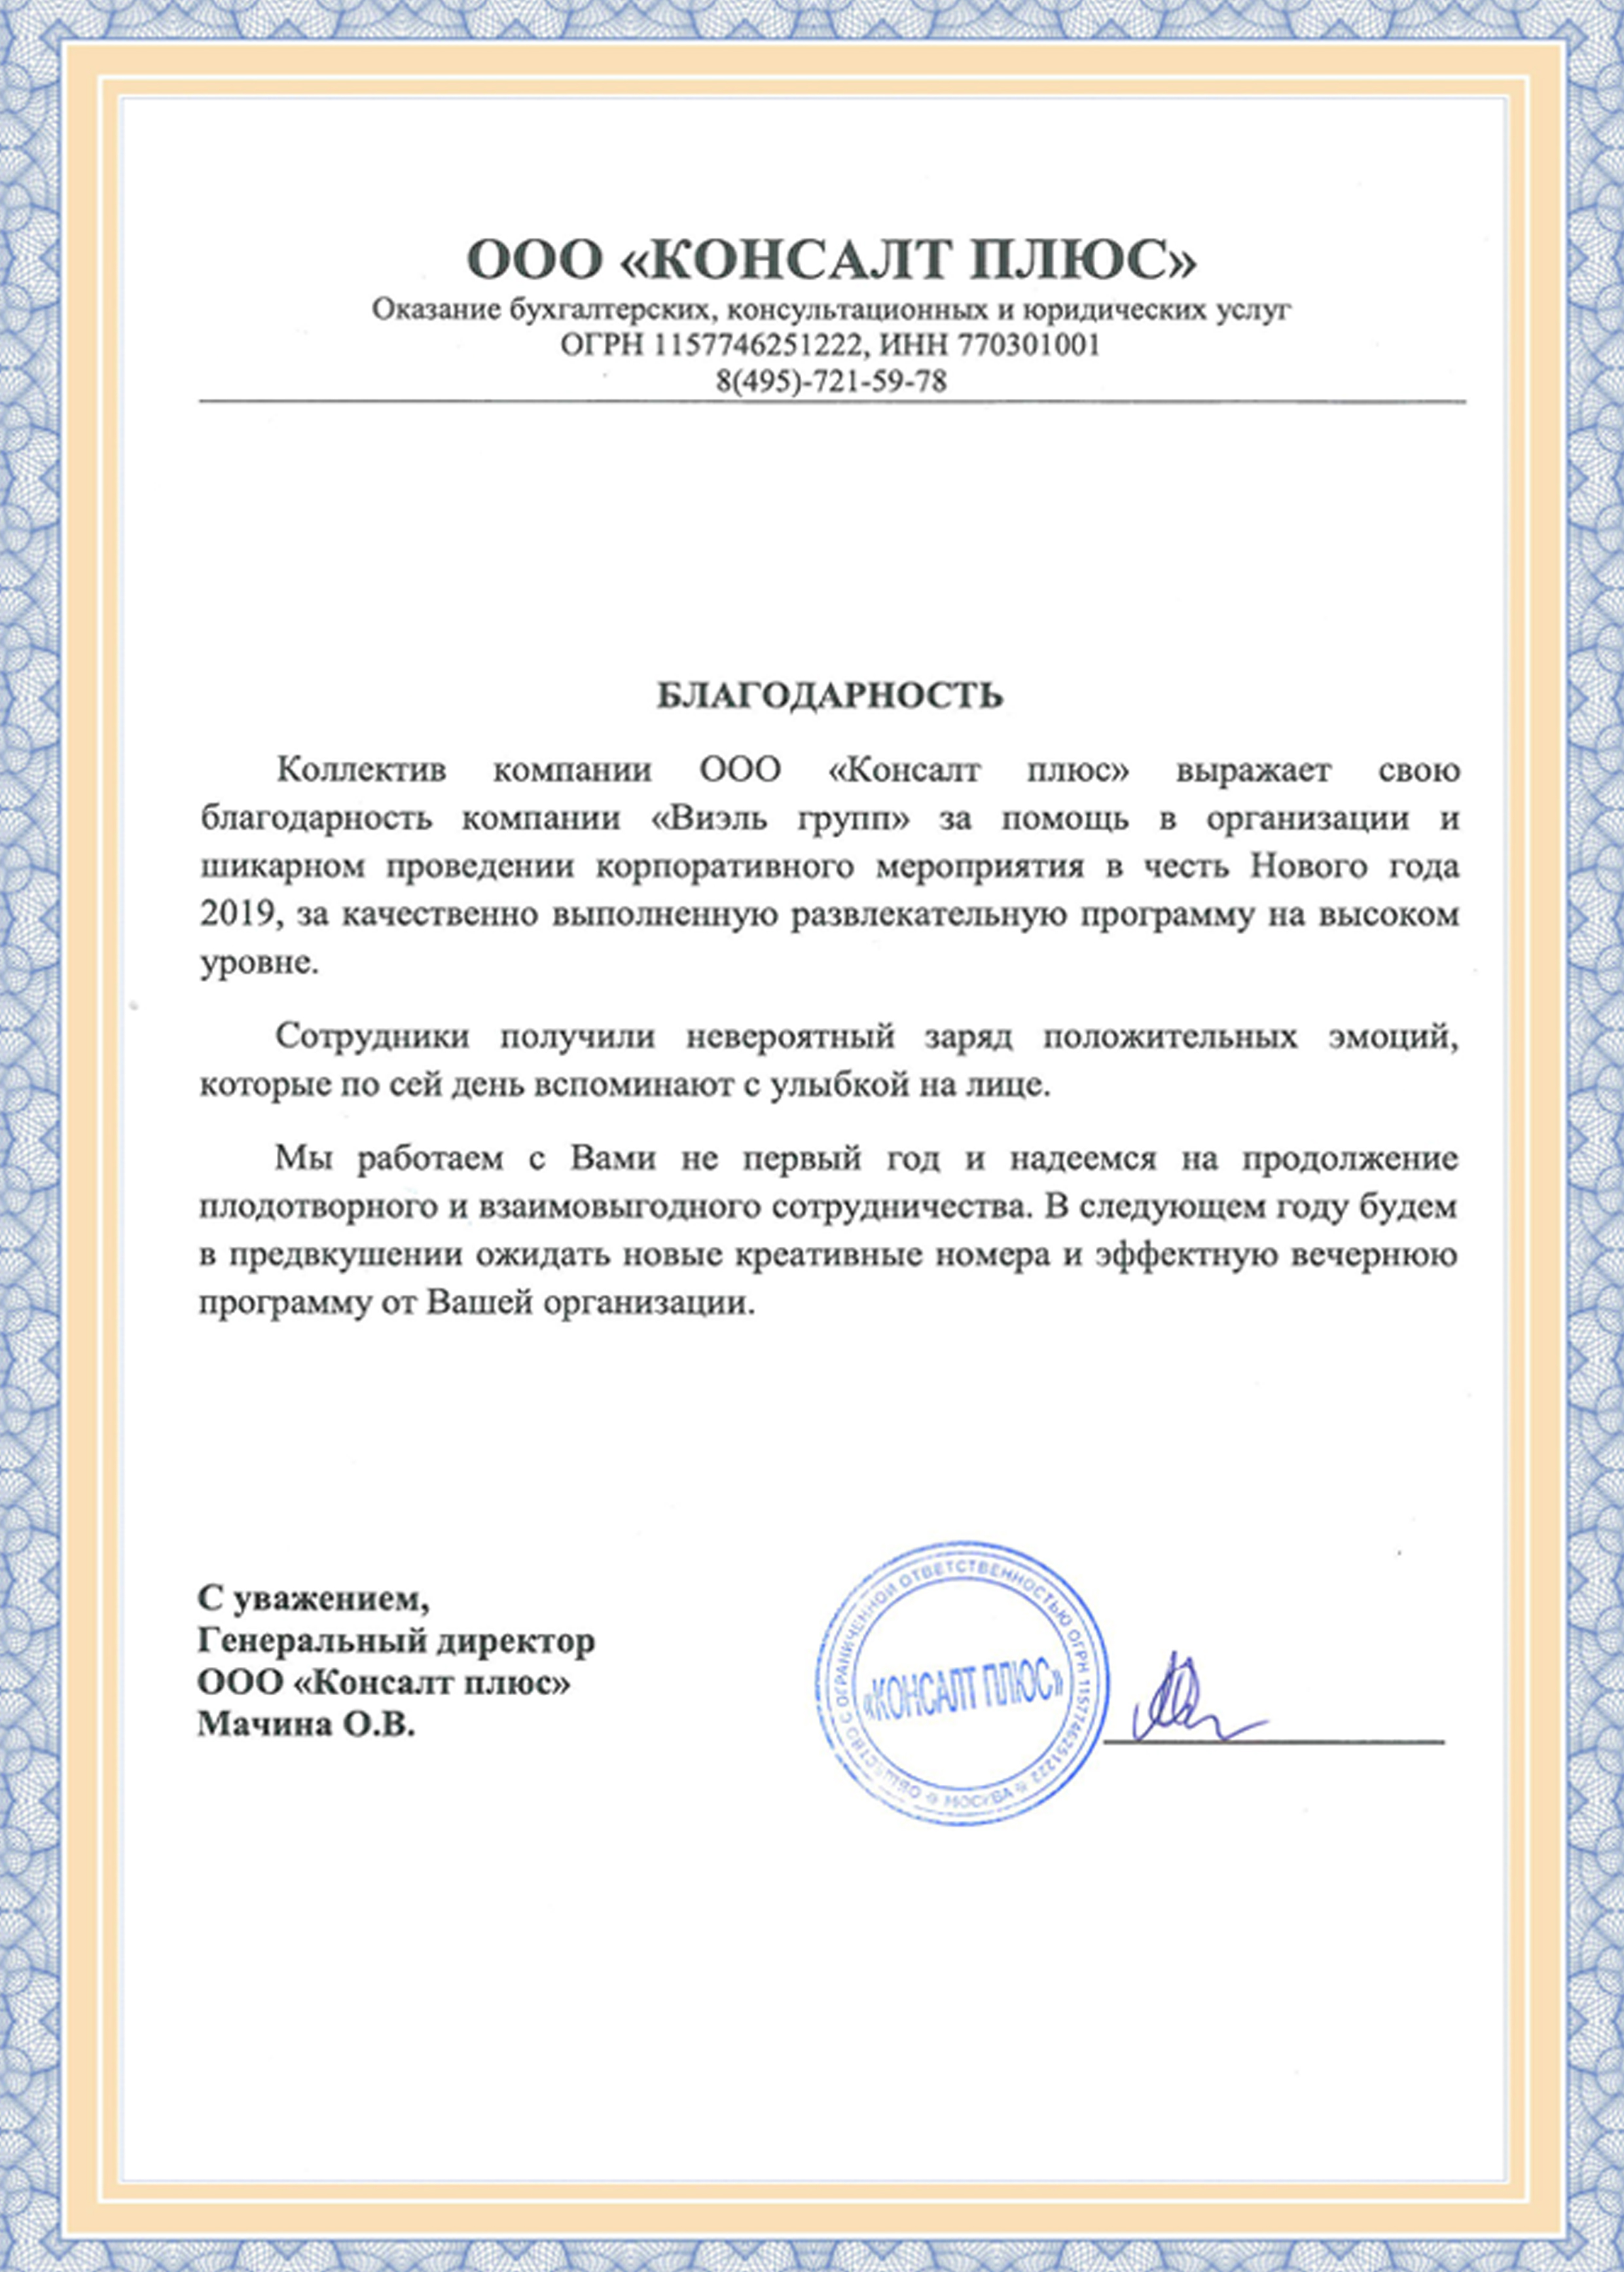 ООО «КОНСАЛТ ПЛЮС»
Оказание бухгалтерских, консультационных и юридических услуг
ОГРН 1157746251222, ИНН 770301001
8(495)-721-59-78
БЛАГОДАРНОСТЬ
Коллектив компании ООО «Консалт плюс» выражает свою
благодарность компании «Виэль групп» за помощь в организации и
шикарном проведении корпоративного мероприятия в честь Нового года
2019, за качественно выполненную развлекательную программу на высоком
уровне.
Сотрудники получили невероятный заряд положительных эмоций,
которые по сей день вспоминают с улыбкой на лице.
Мы работаем с Вами не первый год и надеемся на продолжение
плодотворного и взаимовыгодного сотрудничества. В следующем году будем
в предвкушении ожидать новые креативные номера и эффектную вечернюю
программу от Вашей организации.
С уважением,
Генеральный директор
ООО «Консалт плюс»
Мачина О.В.
ОБЩЕСТВО С ОГРАНИЧЕННОЙ ОТВЕТСТВЕННОСТЬЮ ОГРН 1157746251222
МОСКВА
«КОНСАЛТ ПЛЮС»